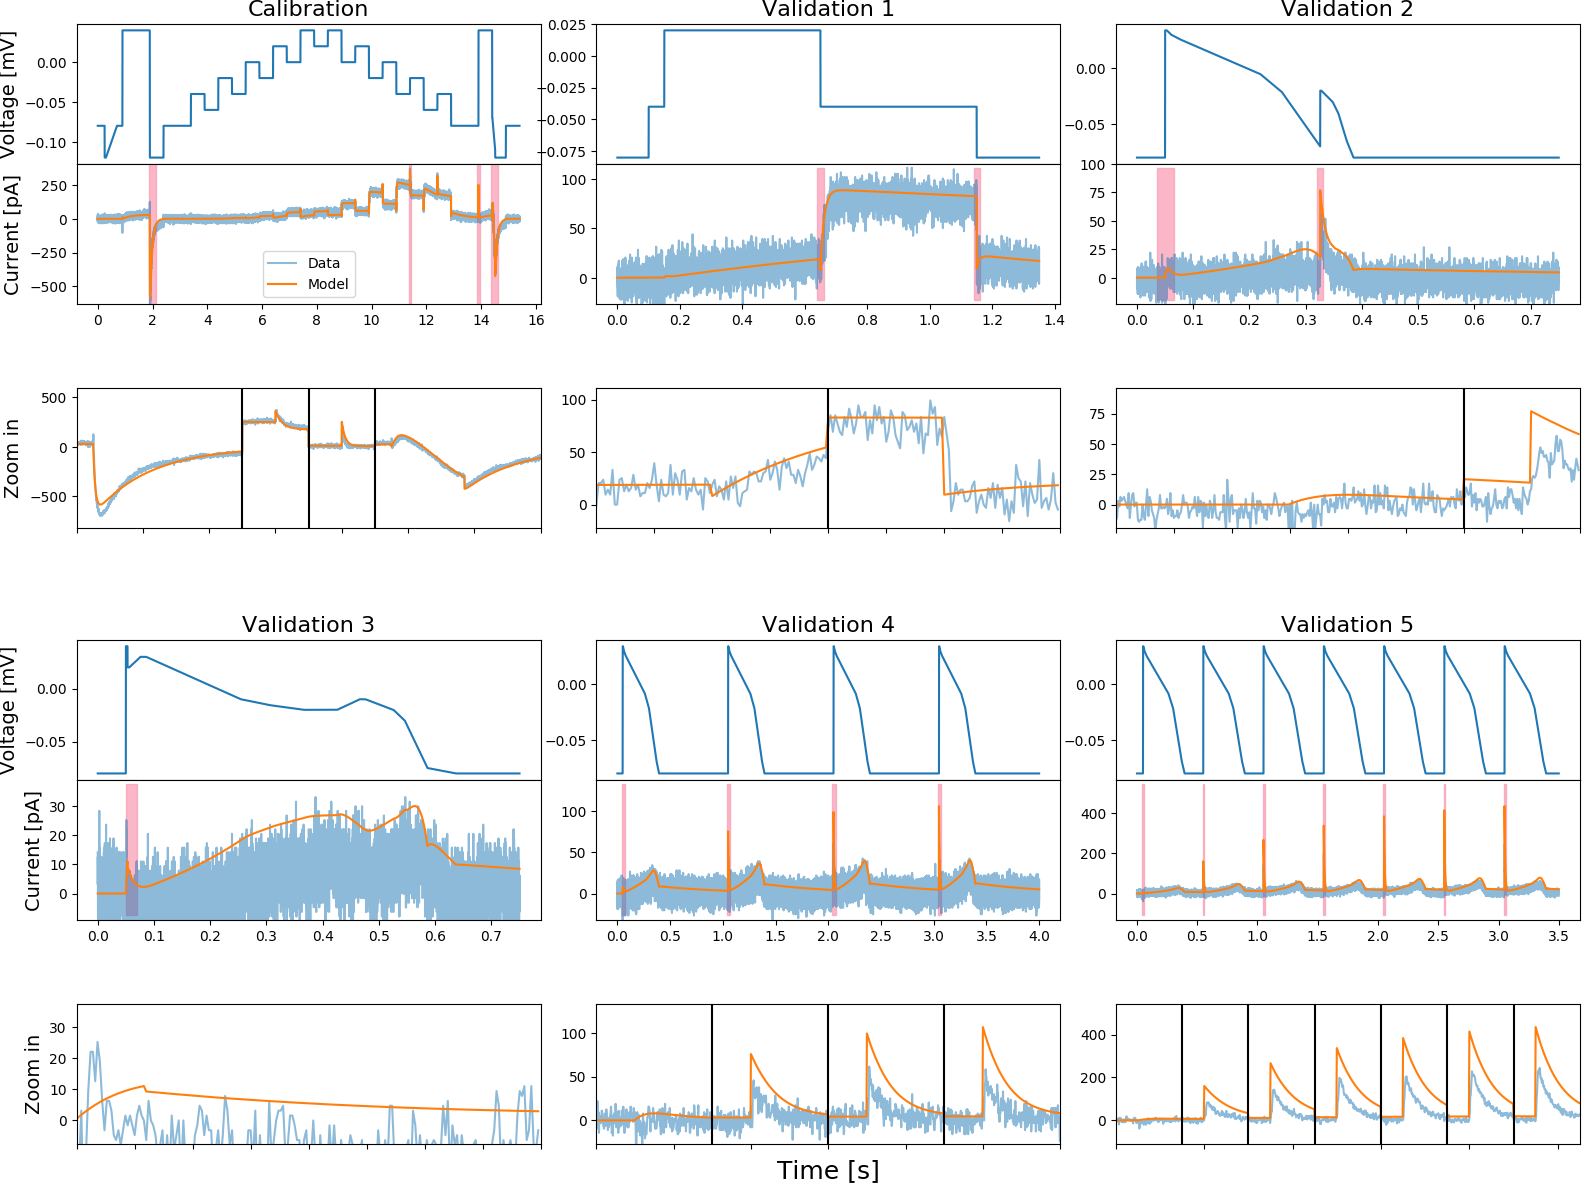 Calibration
Validation 1
Validation 2
Voltage [mV]
0.00
−0.05
−0.10
0.025
0.000
−0.025
−0.050
−0.075
0.00
−0.05
Current [pA]
250
0
−250
−500
Data
Model
0 2 4 6 8 10 12 14 16
100
50
0
0.0 0.2 0.4 0.6 0.8 1.0 1.2 1.4
100
75
50
25
0
0.0 0.1 0.2 0.3 0.4 0.5 0.6 0.7
Zoom in
500
0
−500
100
50
0
75
50
25
0
Validation 3
Validation 4
Validation 5
Voltage [mV]
0.00
−0.05
0.00
−0.05
0.00
−0.05
Current [pA]
30
20
10
0
0.0 0.1 0.2 0.3 0.4 0.5 0.6 0.7
100
50
0
0.0 0.5 1.0 1.5 2.0 2.5 3.0 3.5 4.0
400
200
0
0.0 0.5 1.0 1.5 2.0 2.5 3.0 3.5
Zoom in
30
20
10
0
100
50
0
400
200
0
Time [s]